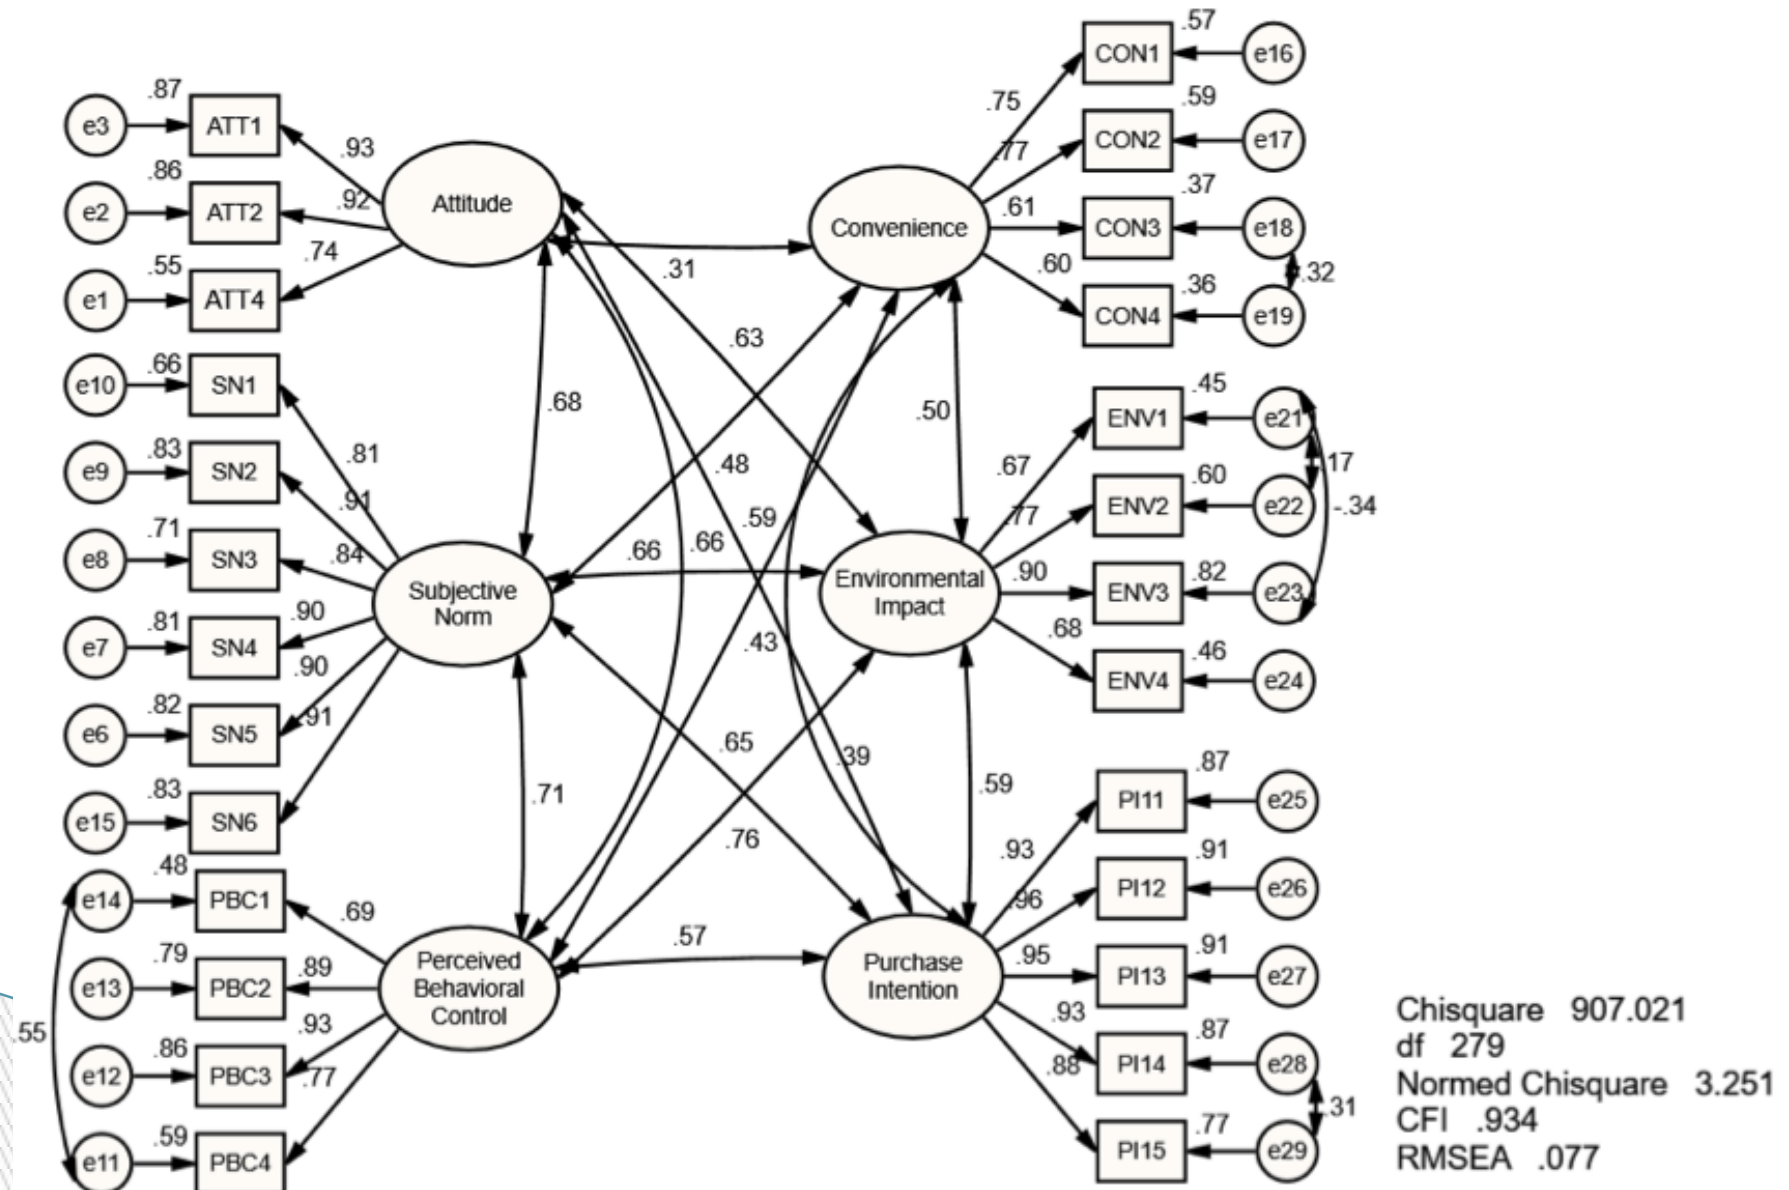 .87
e3
ATT1
.93
.86
e2
ATT2
.92
.55
e1
ATT4
.74
Attitude
.66
e10
SN1
.81
.83
e9
SN2
.91
.71
e8
SN3
.84
.81
e7
SN4
.90
.82
e6
SN5
.90
.83
e15
SN6
.91
Subjective
Norm
.48
e14
PBC1
.69
.79
e13
PBC2
.89
.86
e12
PBC3
.93
.59
e11
PBC4
.77
.55
Perceived
Behavioral
Control
.31
.63
.68
.48
.50
.59
.66
.66
.43
.65
.39
.71
.59
.76
.57
Convenience
.75
CON1
.57
e16
.77
CON2
.59
e17
.61
CON3
.37
e18
.60
CON4
.36
e19
.32
Environmental
Impact
.67
ENV1
.45
e21
.77
ENV2
.60
e22
.90
ENV3
.82
e23
.68
ENV4
.46
e24
.17
-.34
Purchase
Intention
.93
PI11
.87
e25
.96
PI12
.91
e26
.95
PI13
.91
e27
.93
PI14
.87
e28
.88
PI15
.77
e29
.31
Chisquare 907.021
df 279
Normed Chisquare 3.251
CFI .934
RMSEA .077